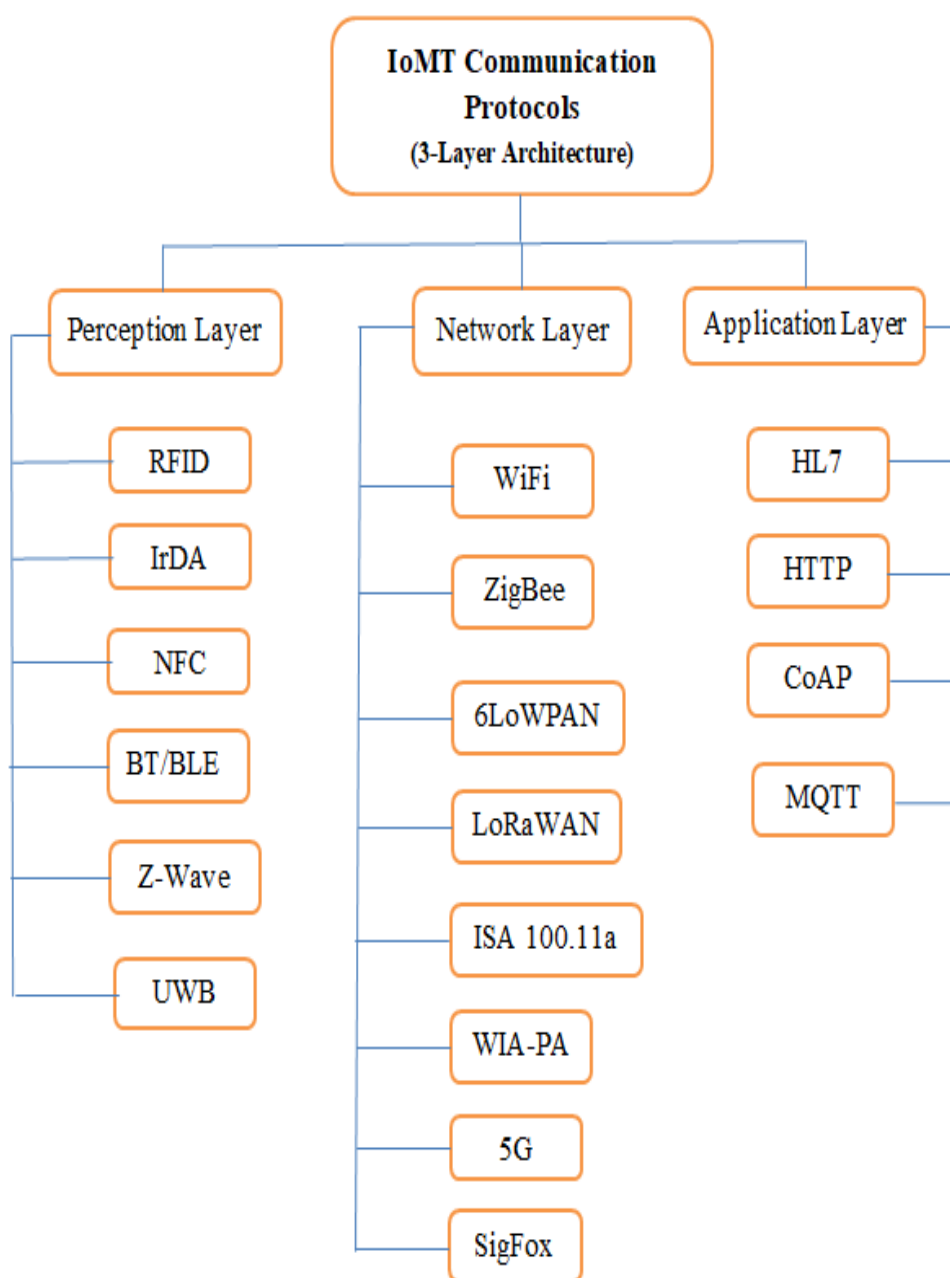 IoMT Communication
Protocols
(3-Layer Architecture)
Perception Layer
RFID
IrDA
NFC
BT/BLE
Z-Wave
UWB
Network Layer
WiFi
ZigBee
6LoWPAN
LoRaWAN
ISA 100.11a
WIA-PA
5G
SigFox
Application Layer
HL7
HTTP
CoAP
MQTT